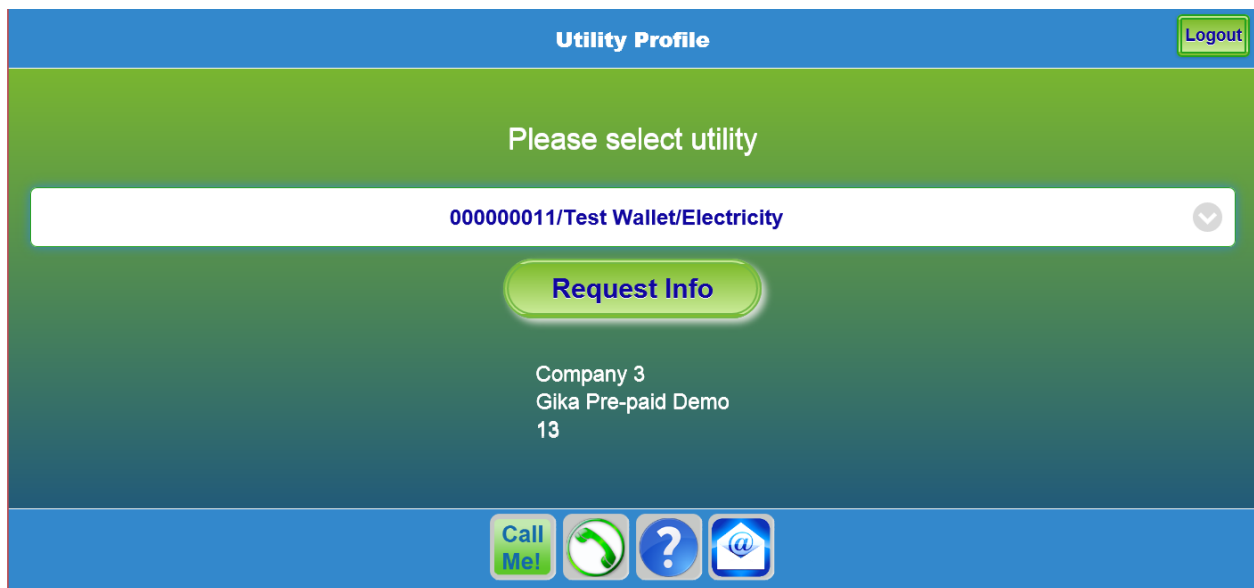 Utility Profile
Logout
Please select utility
000000011/Test Wallet/Electricity
Request Info
Company 3
Gika Pre-paid Demo
13
Call
Me!
?
@